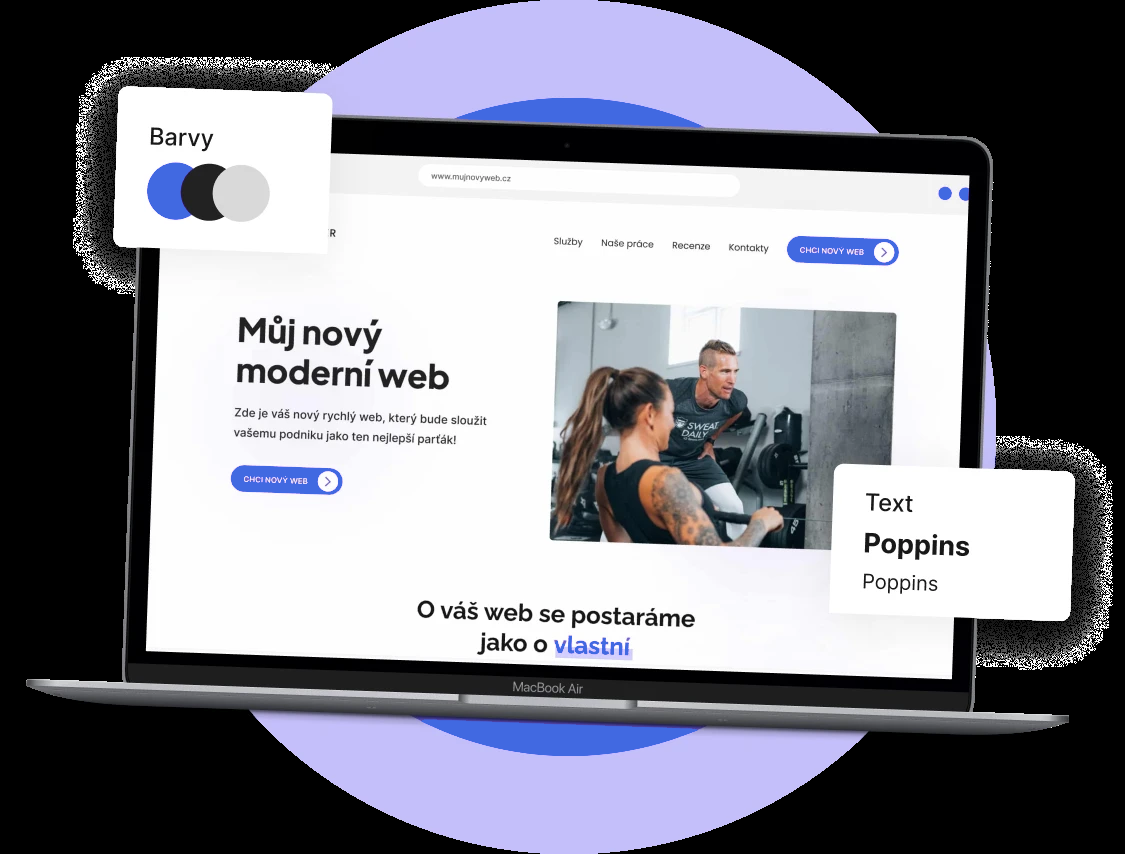 Barvy
www.mujnovyweb.cz
Služby Naše práce Recenze Kontakty CHCI NOVÝ WEB
Můj nový
moderní web
Zde je váš nový rychlý web, který bude sloužit
vašemu podniku jako ten nejlepší parťák!
CHCI NOVÝ WEB
SWEAT
DAILY
45
Text
Poppins
Poppins
O váš web se postaráme
jako o vlastní
MacBook Air